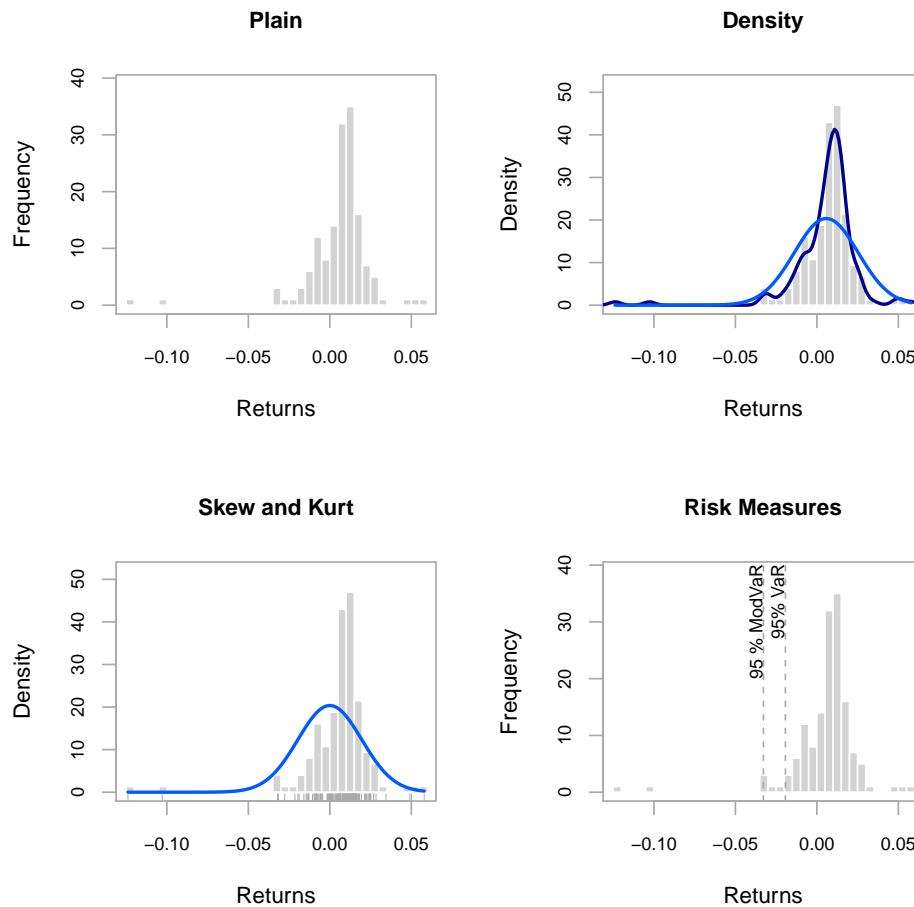 Plain
Frequency
0 10 20 30 40
−0.10 −0.05 0.00 0.05
Returns
Density
Density
0 10 20 30 40 50
−0.10 −0.05 0.00 0.05
Returns
Skew and Kurt
Density
0 10 20 30 40 50
−0.10 −0.05 0.00 0.05
Returns
Risk Measures
Frequency
0 10 20 30 40
95 % ModVaR
95% VaR
−0.10 −0.05 0.00 0.05
Returns